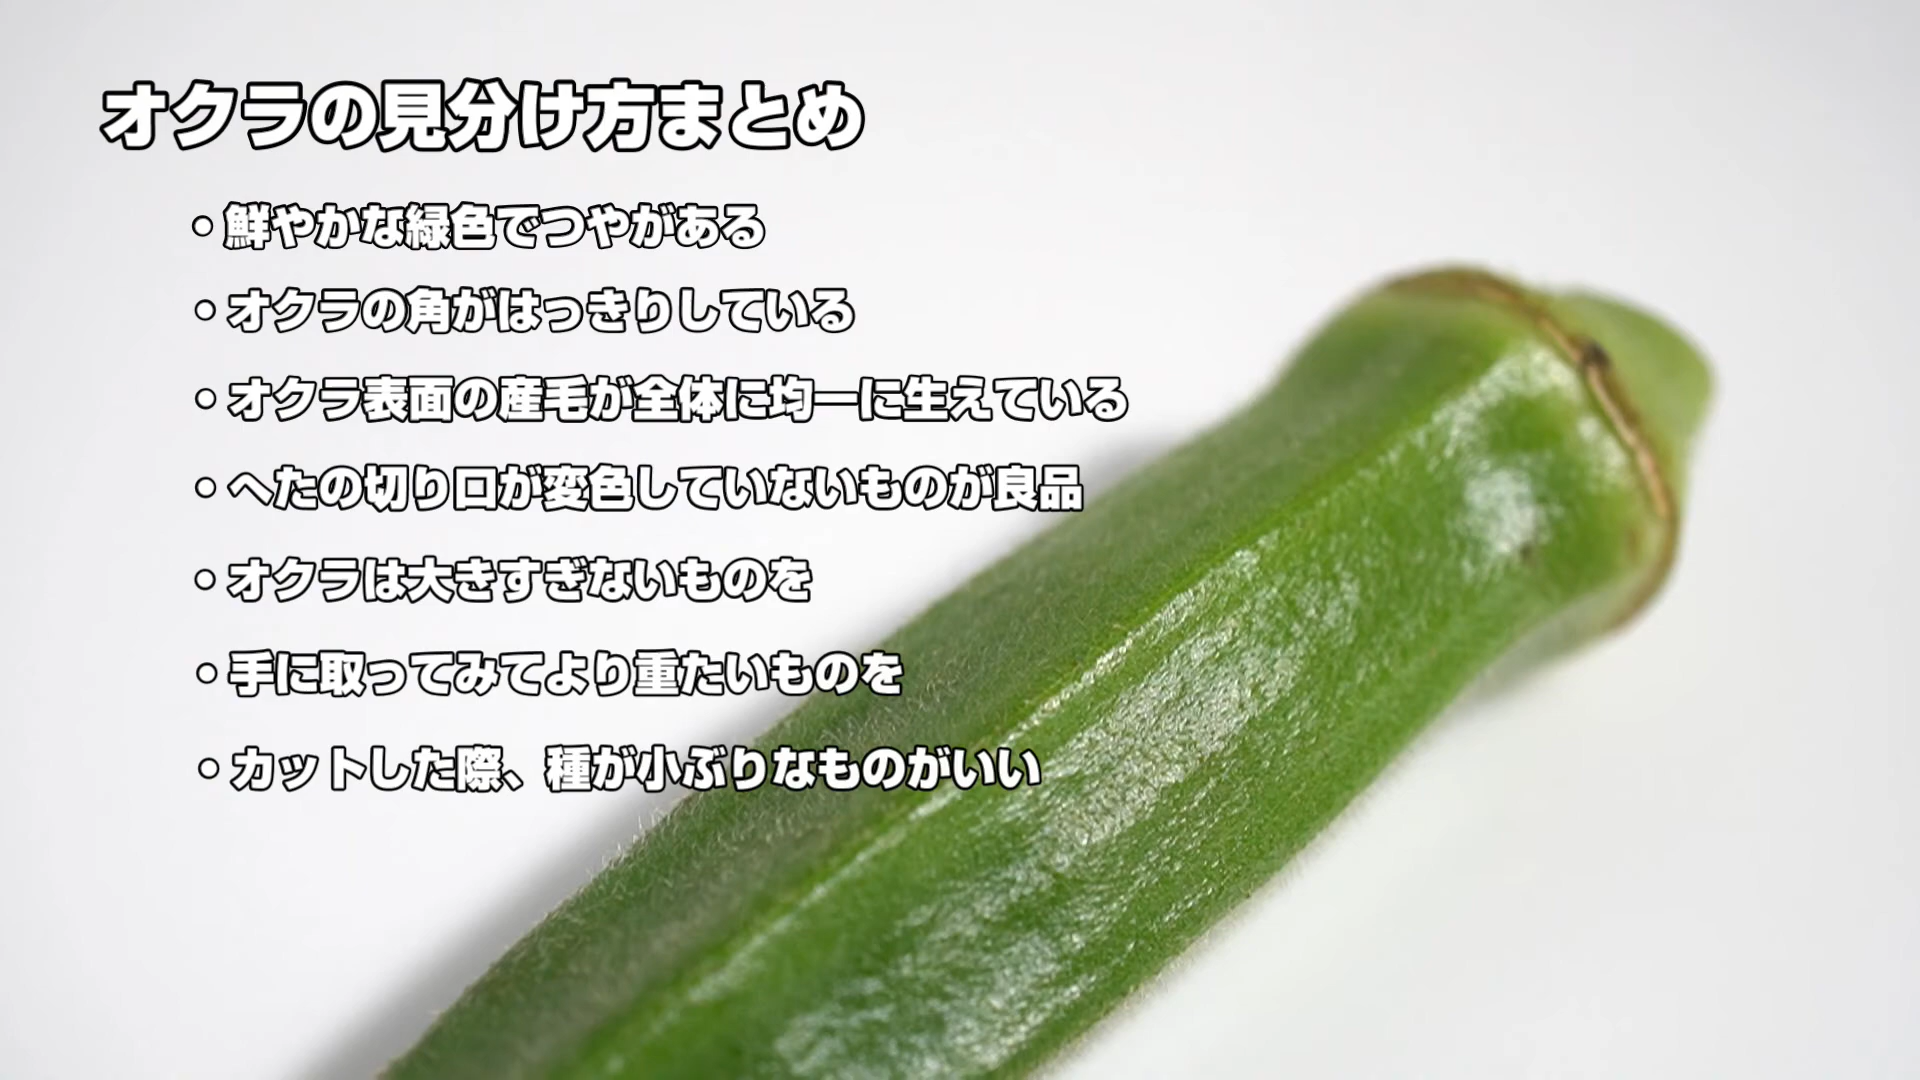 オクラの見分け方まとめ
・鮮やかな緑色でつやがある
・オクラの角がはっきりしている
・オクラ表面の産毛が全体に均一に生えている
・へたの切り口が変色していないものが良品
・オクラは大きすぎないものを
・手に取ってみてより重たいものを
・カットした際、種が小ぶりなものがいい